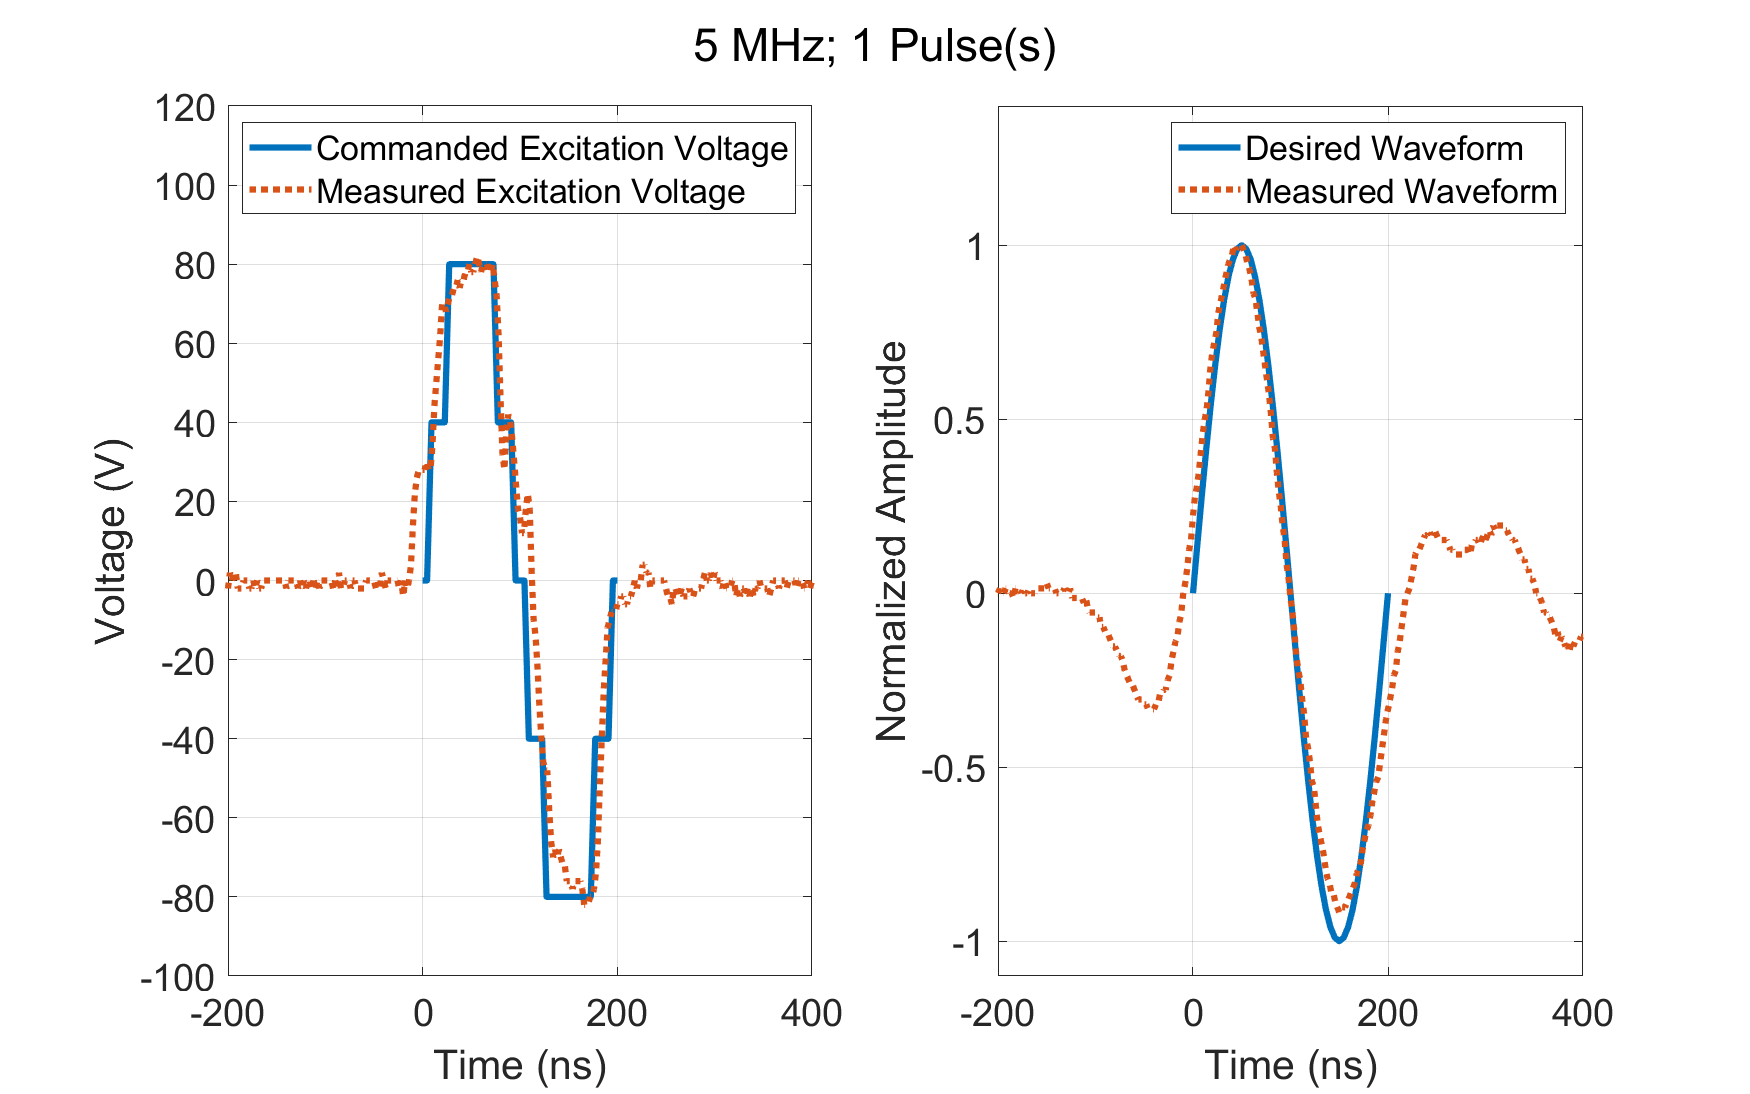 5 MHz; 1 Pulse(s)
Commanded Excitation Voltage
Measured Excitation Voltage
120
100
80
60
40
20
0
-20
-40
-60
-80
-100
-200
0
200
400
Voltage (V)
Time (ns)
Desired Waveform
Measured Waveform
1
0.5
0
-0.5
-1
-200
0
200
400
Normalized Amplitude
Time (ns)